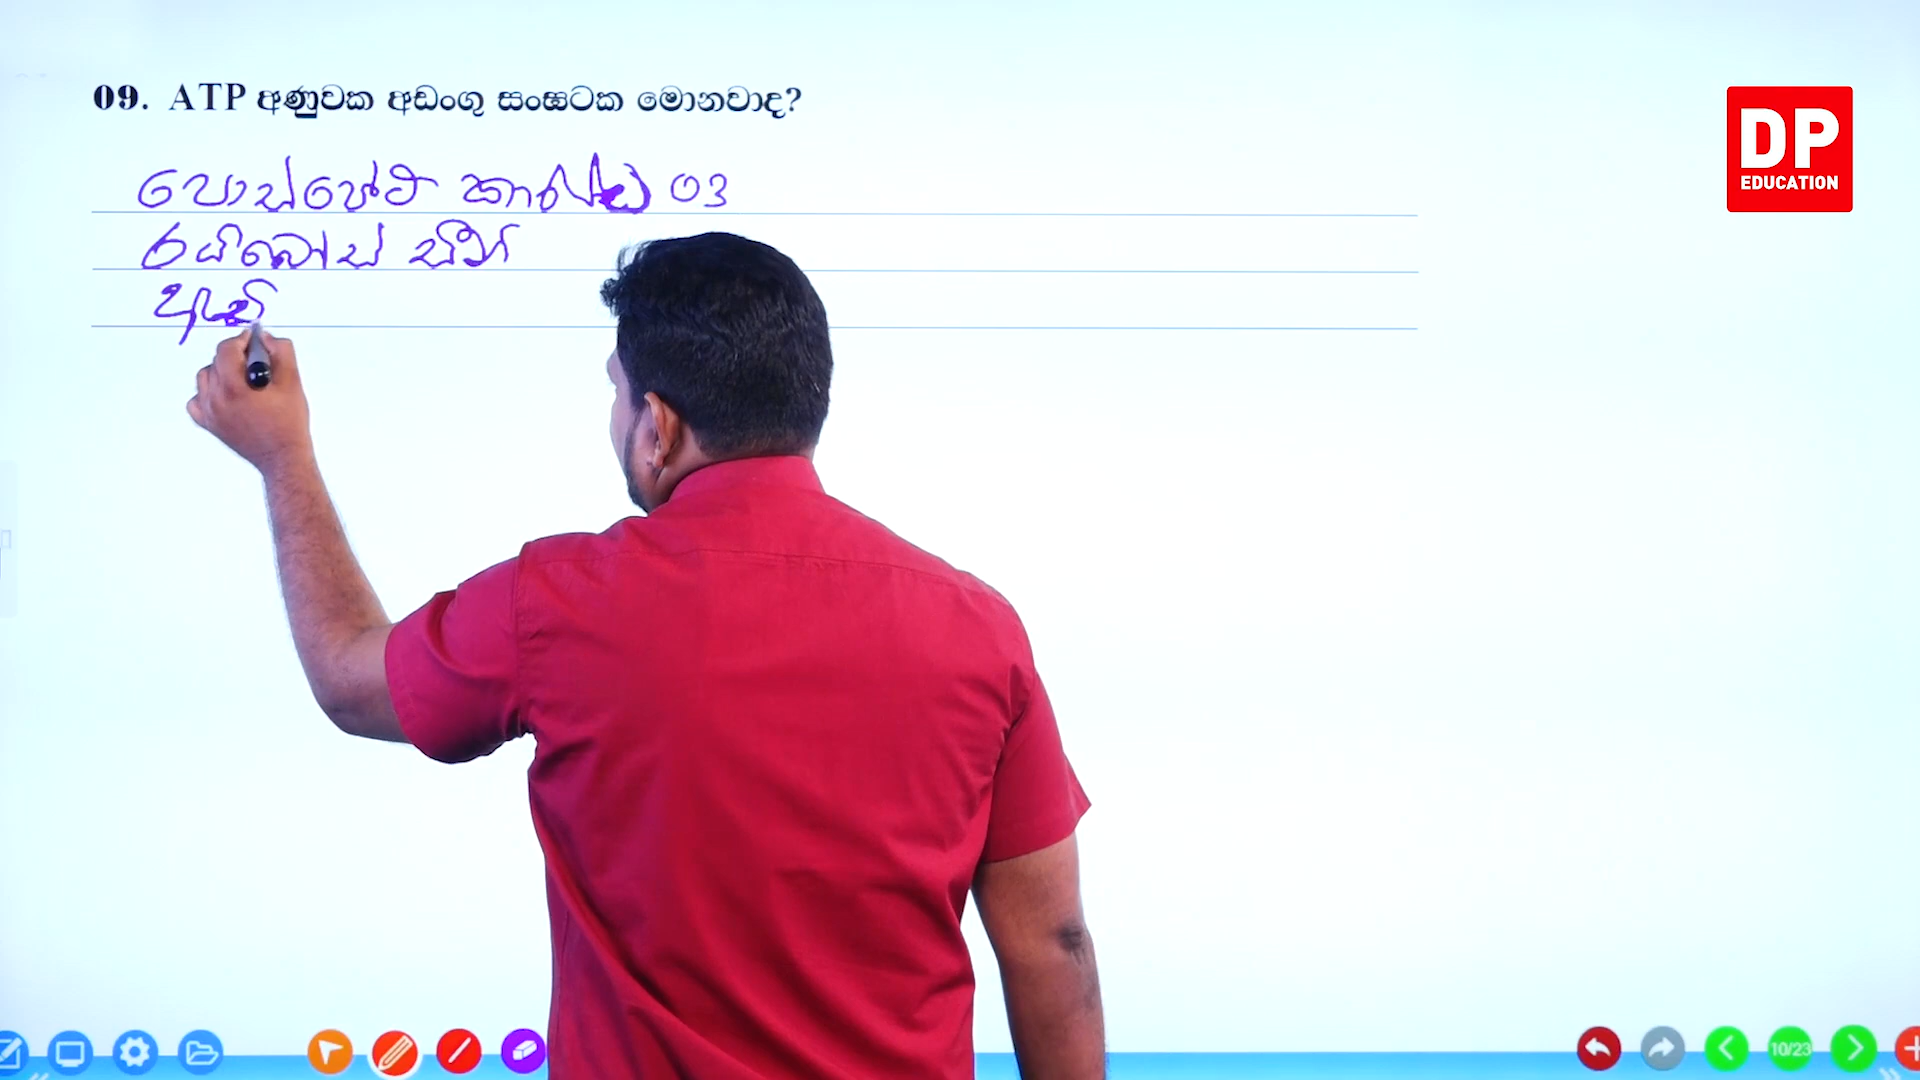 09. ATP අණුවක අඩංගු සංඝටක මොනවාද?
DP
EDUCATION
පොස්පේට් කාණ්ඩ 03
රයිබෝස් සීනි
10/23